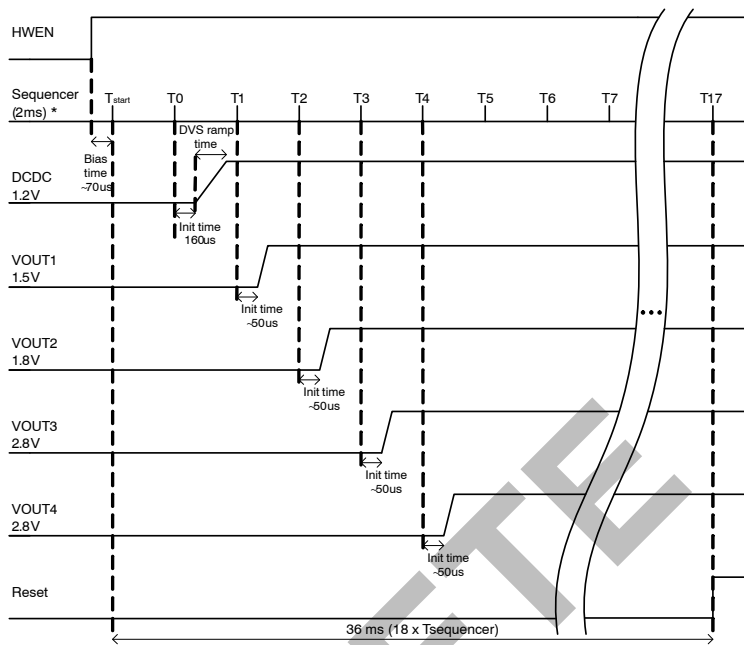 HWEN
Sequencer
(2ms) *
Tstart
T0
T1
T2
T3
T4
T5
T6
T7
T17
DVS ramp
time
Bias
time
~70us
DCDC
1.2V
Init time
160us
VOUT1
1.5V
Init time
~50us
VOUT2
1.8V
Init time
~50us
VOUT3
2.8V
Init time
~50us
VOUT4
2.8V
Init time
~50us
...
Reset
36 ms (18 x Tsequencer)
ETE